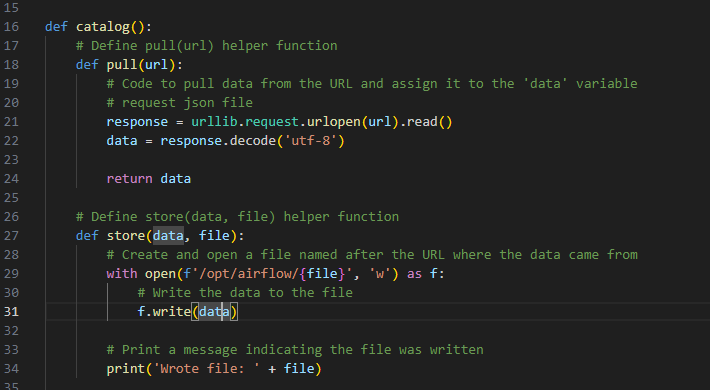 15
16 def catalog():
17     # Define pull(url) helper function
18     def pull(url):
19         # Code to pull data from the URL and assign it to the 'data' variable
20         # request json file
21         response = urllib.request.urlopen(url).read()
22         data = response.decode('utf-8')
23
24         return data
25
26     # Define store(data, file) helper function
27     def store(data, file):
28         # Create and open a file named after the URL where the data came from
29         with open(f'/opt/airflow/{file}', 'w') as f:
30             # Write the data to the file
31             f.write(data)
32
33         # Print a message indicating the file was written
34         print('Wrote file: ' + file)
35